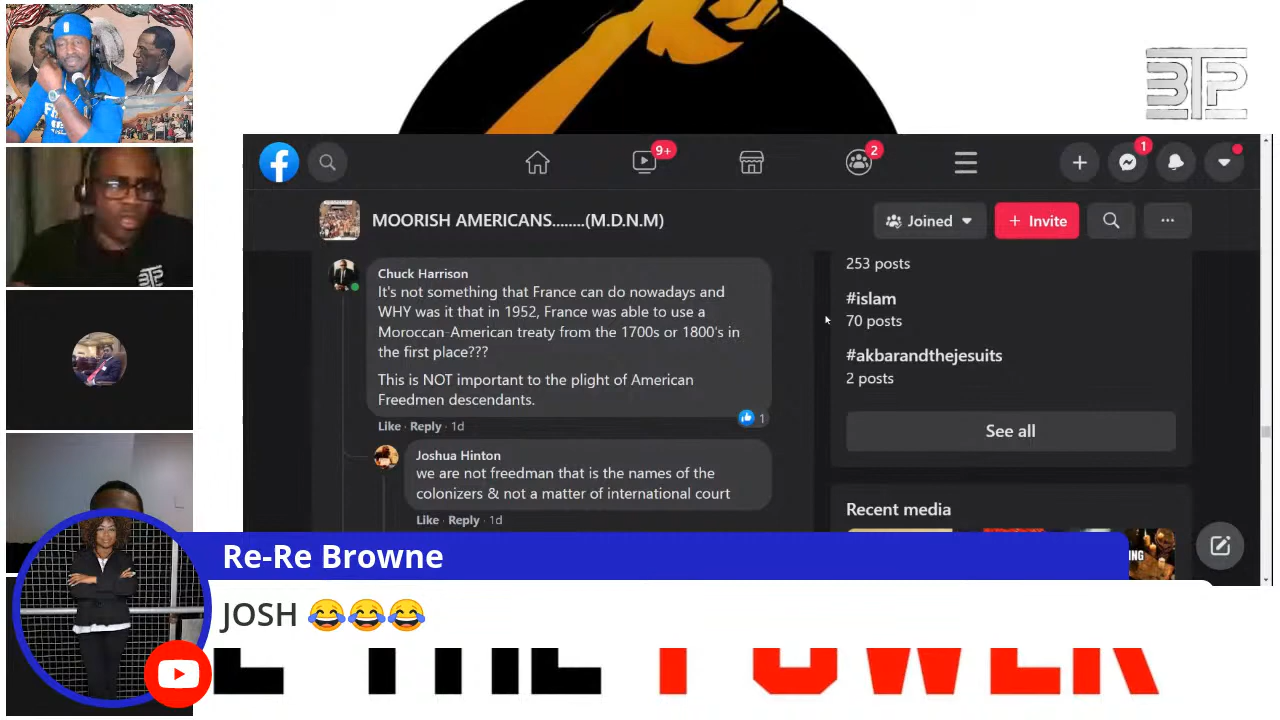 BTP
9+
2
1
MOORISH AMERICANS........(M.D.N.M)
Joined
+ Invite
Chuck Harrison
It's not something that France can do nowadays and
WHY was it that in 1952, France was able to use a
Moroccan-American treaty from the 1700s or 1800's in
the first place???
This is NOT important to the plight of American
Freedmen descendants.
1
Like · Reply · 1d
Joshua Hinton
we are not freedman that is the names of the
colonizers & not a matter of international court
Like · Reply · 1d
253 posts
#islam
70 posts
#akbarandthejesuits
2 posts
See all
Recent media
Re-Re Browne
JOSH 😂😂😂
THE POWER